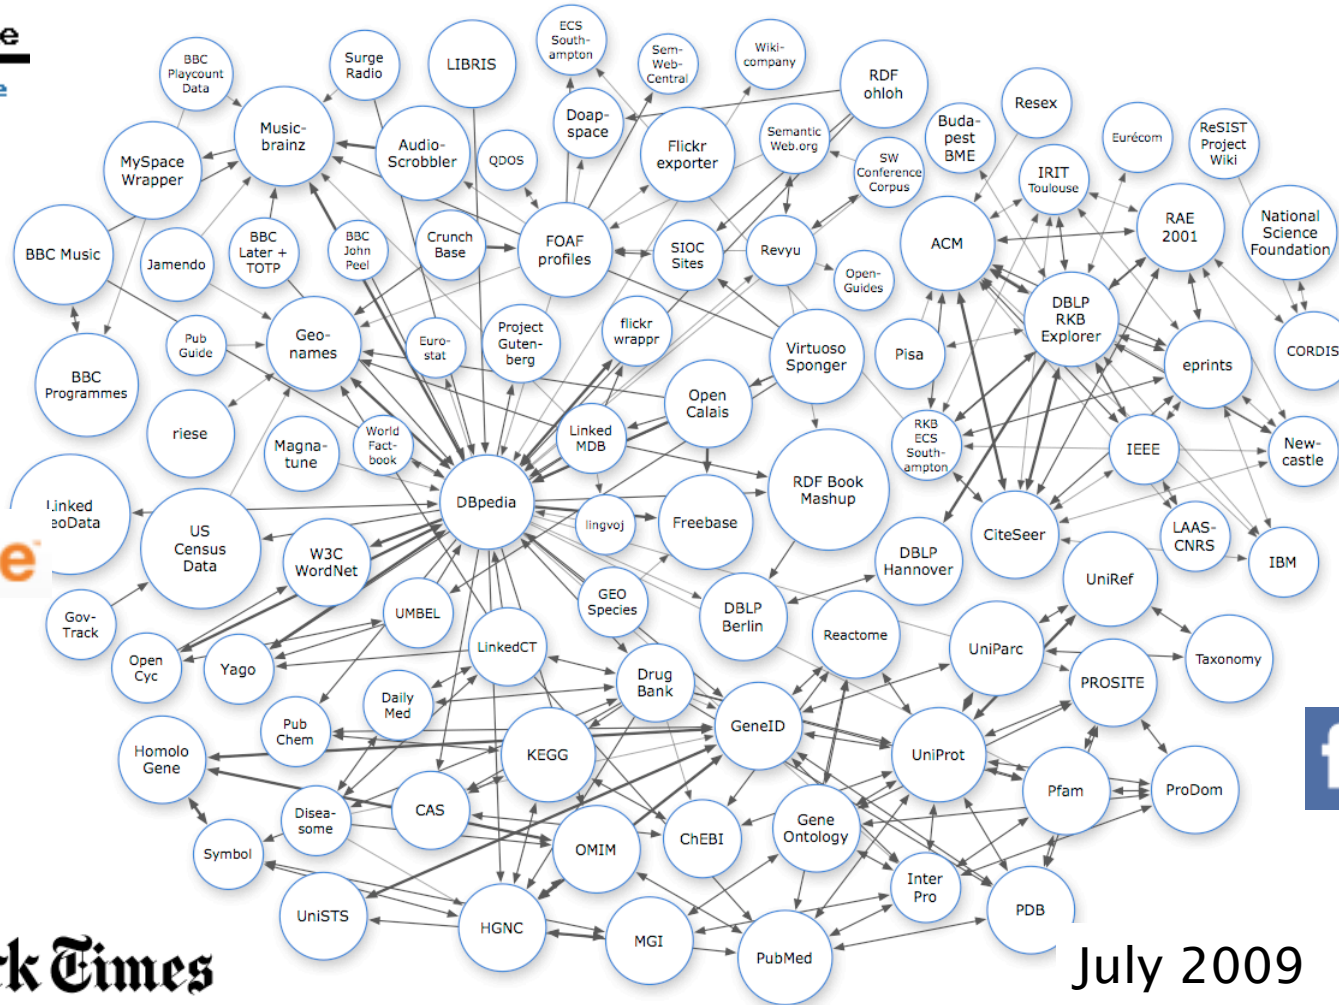 e
e
BBC
Playcount
Data
Surge
Radio
LIBRIS
ECS
South-
ampton
Sem-
Web-
Central
Wiki-
company
RDF
ohloh
Resex
Buda-
pest
BME
Eurécom
ReSIST
Project
Wiki
MySpace
Wrapper
Music-
brainz
Audio-
Scrobbler
QDOS
Doap-
space
Flickr
exporter
Semantic
Web.org
SW
Conference
Corpus
IRIT
Toulouse
RAE
2001
National
Science
Foundation
BBC Music
Jamendo
BBC
Later +
TOTP
BBC
John
Peel
Crunch
Base
FOAF
profiles
SIOC
Sites
Revyu
Open-
Guides
ACM
DBLP
RKB
Explorer
BBC
Programmes
Pub
Guide
Geo-
names
Euro-
stat
Project
Guten-
berg
flickr
wrappr
Virtuoso
Sponger
Pisa
eprints
CORDIS
riese
Magna-
tune
World
Fact-
book
Linked
MDB
Open
Calais
RDF Book
Mashup
RKB
ECS
South-
ampton
IEEE
New-
castle
Linked
eoData
US
Census
Data
W3C
WordNet
DBpedia
lingvoj
Freebase
DBLP
Hannover
CiteSeer
LAAS-
CNRS
IBM
e
Gov-
Track
Open
Cyc
Yago
UMBEL
LinkedCT
GEO
Species
DBLP
Berlin
Reactome
UniParc
UniRef
Taxonomy
Pub
Chem
Daily
Med
Drug
Bank
GeneID
UniProt
PROSITE
Homolo
Gene
Disea-
some
CAS
KEGG
ChEBI
Gene
Ontology
Pfam
ProDom
f
Symbol
UniSTS
HGNC
OMIM
MGI
PubMed
Inter
Pro
PDB
rk Times
July 2009